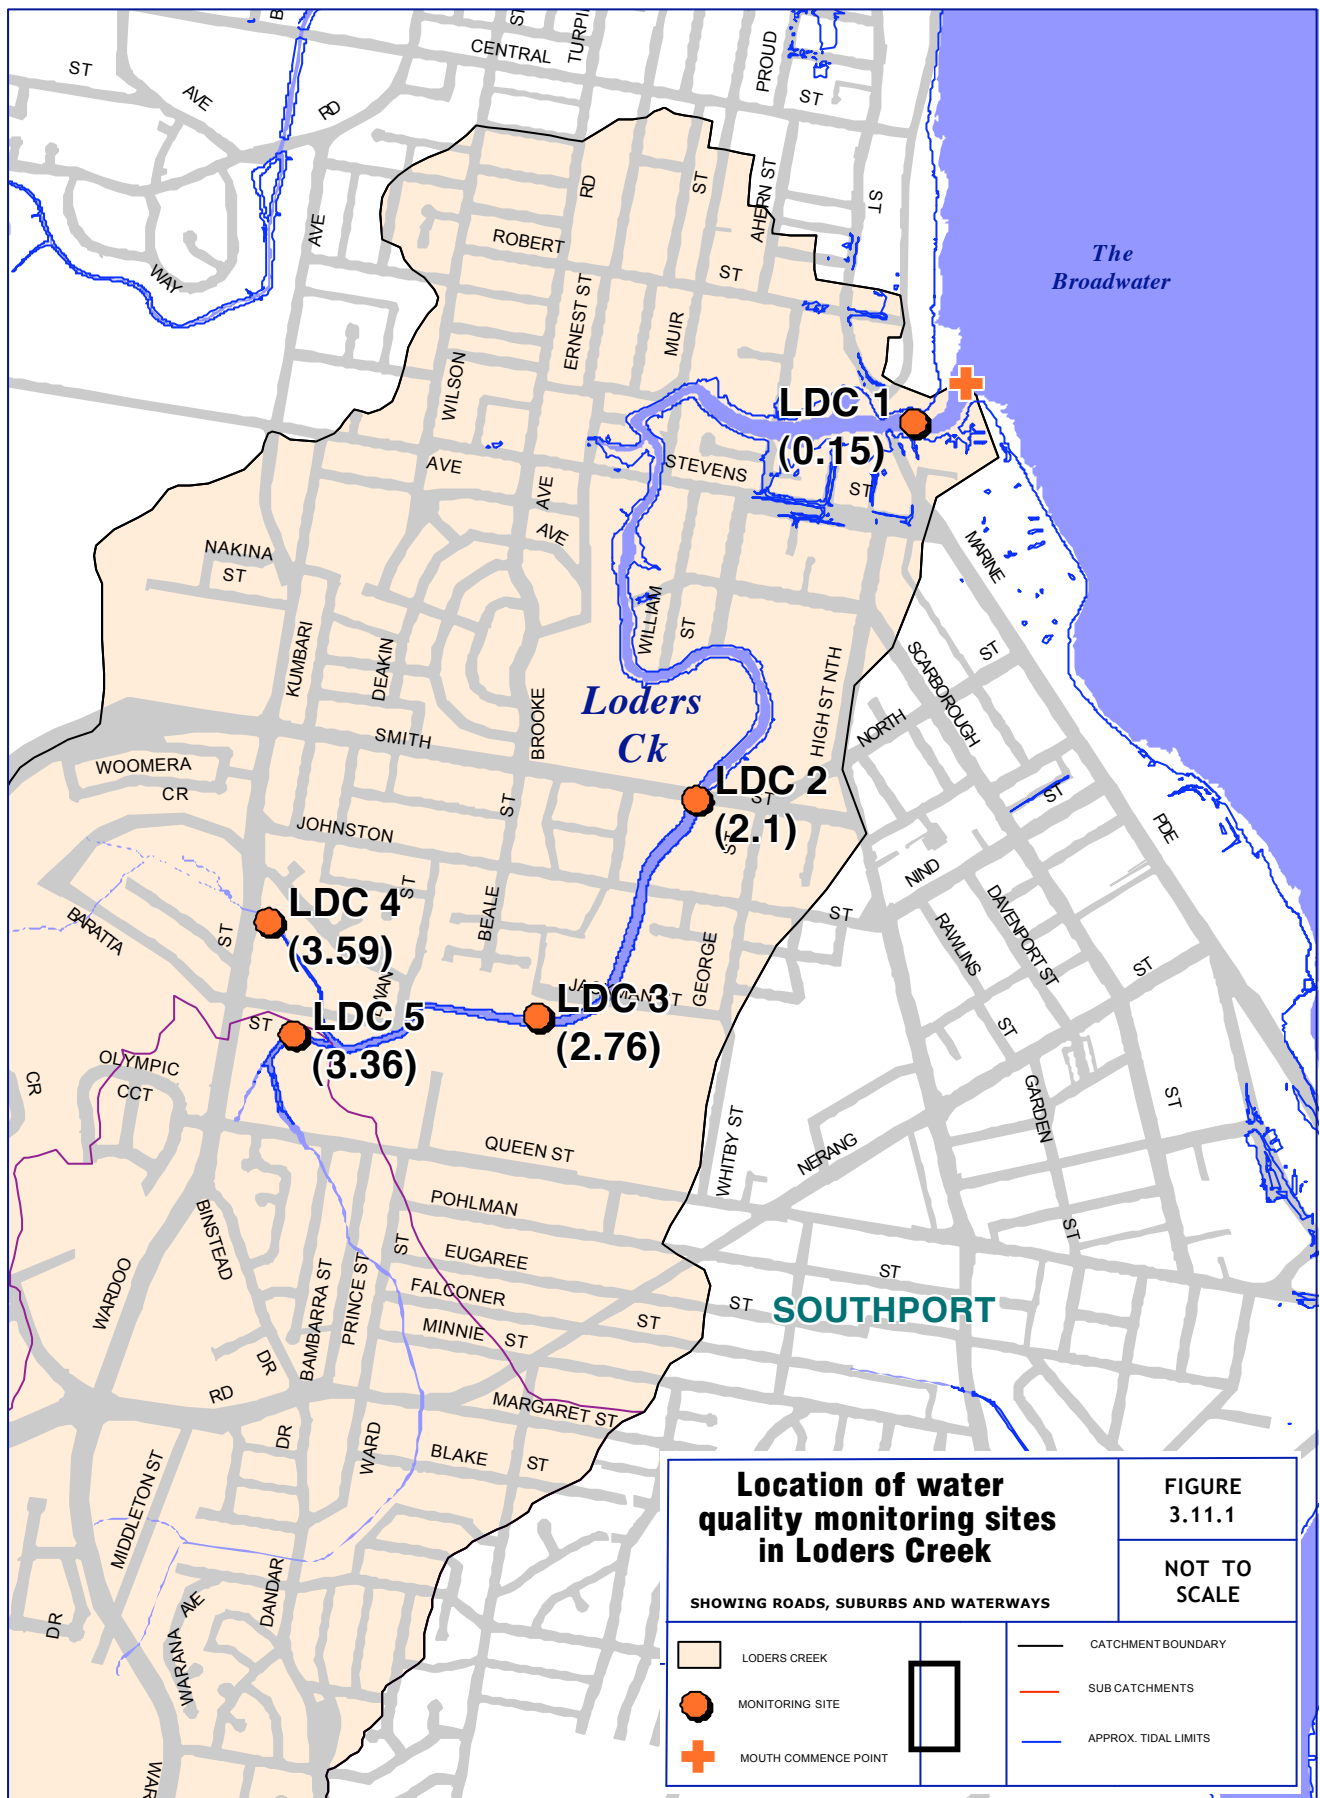 B
ST
TURPI
CENTRAL
PROUD
ST
ST
AVE
RD
AVE
WAY
RD
ST
AHERN ST
ST
ROBERT
ST
ERNEST ST
MUIR
WILSON
The
Broadwater
LDC 1
(0.15)
STEVENS
ST
AVE
AVE
AVE
NAKINA
ST
MARINE
WILLIAM
ST
KUMBARI
DEAKIN
BROOKE
Loders
Ck
HIGH ST NTH
SCARBOROUGH
ST
NORTH
SMITH
WOOMERA
CR
LDC 2
(2.1)
ST
ST
ST
PDE
ST
JOHNSTON
NIND
DAVENPORT ST
RAWLINS
ST
ST
ST
BARATTA
ST
LDC 4
(3.59)
ST
BEALE
GEORGE
LDC 3
(2.76)
LDC 5
(3.36)
ST
OLYMPIC
CCT
CR
ST
GARDEN
ST
QUEEN ST
WHITBY ST
NERANG
POHLMAN
ST
ST
EUGAREE
ST
BINSTEAD
WARDOO
BAMBARRA ST
PRINCE ST
FALCONER
ST
ST
SOUTHPORT
MINNIE
ST
DR
RD
MARGARET ST
DR
WARD
BLAKE
ST
MIDDLETON ST
DANDAR
AVE
WARANA
DR
WAR
Location of water
quality monitoring sites
in Loders Creek
SHOWING ROADS, SUBURBS AND WATERWAYS
FIGURE
3.11.1
NOT TO
SCALE
LODERS CREEK
MONITORING SITE
MOUTH COMMENCE POINT
CATCHMENT BOUNDARY
SUB CATCHMENTS
APPROX. TIDAL LIMITS